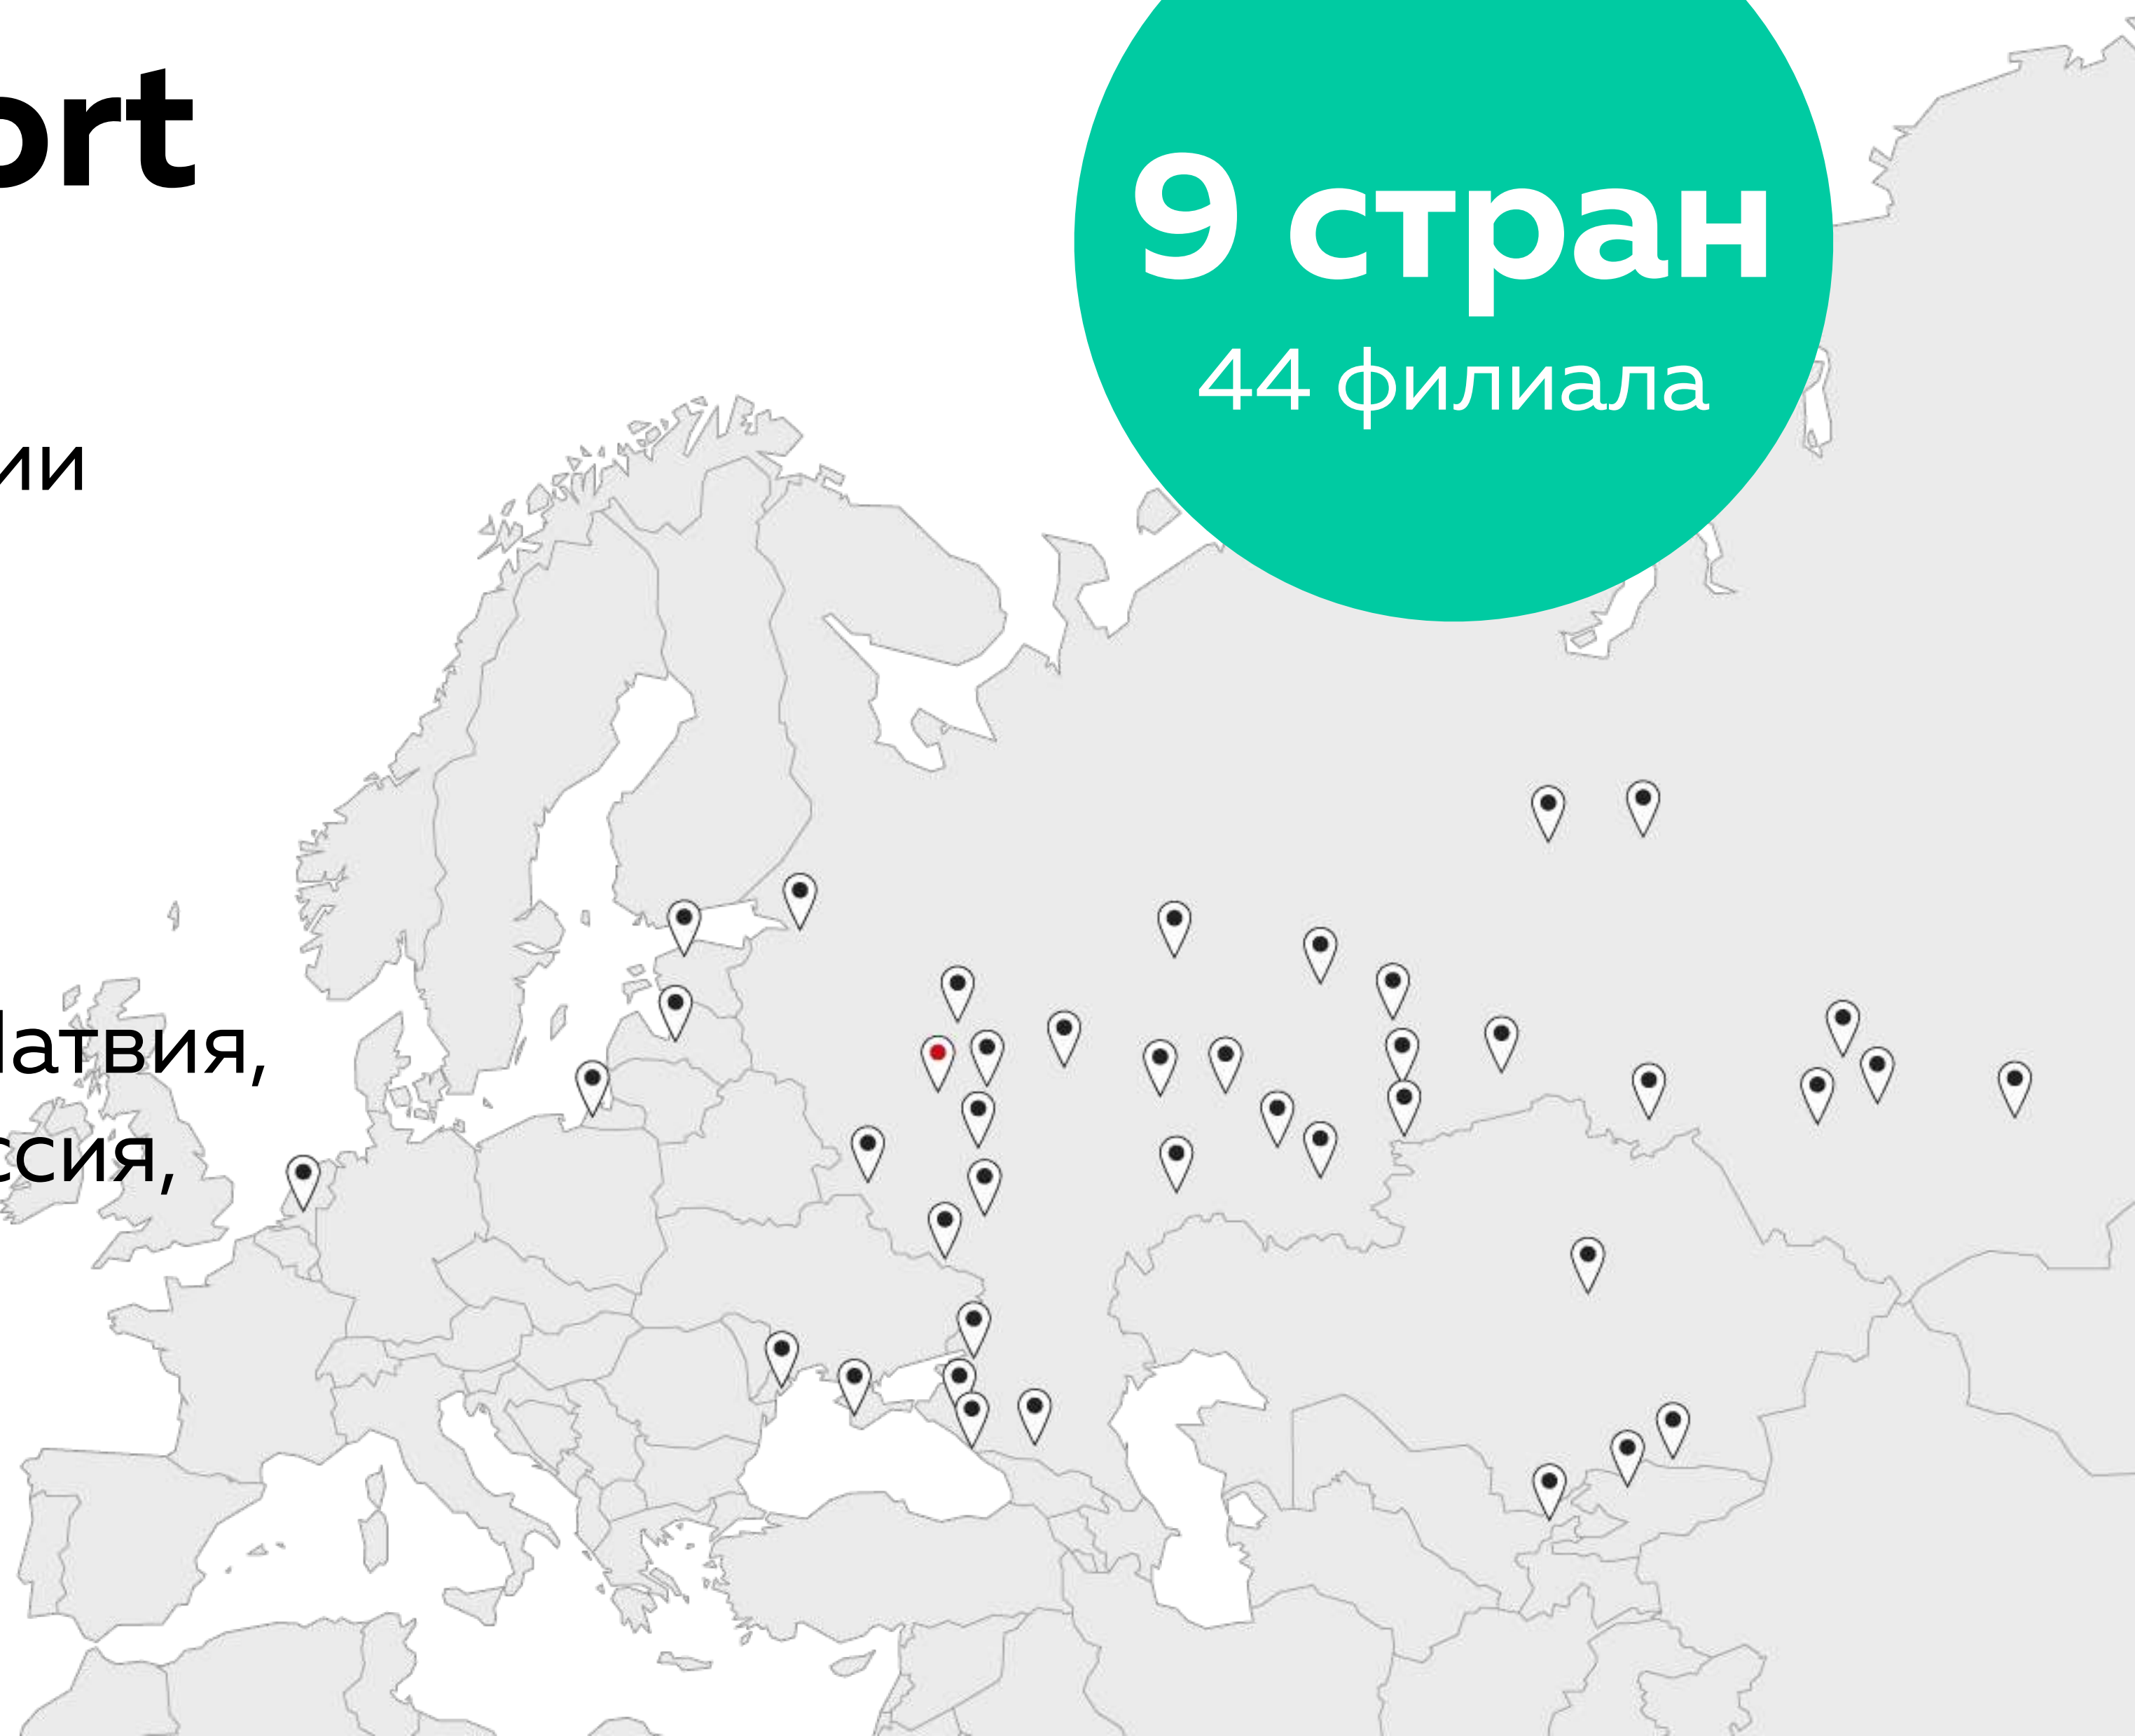 ort
9 стран
44 филиала
ии
Латвия,
ссия,